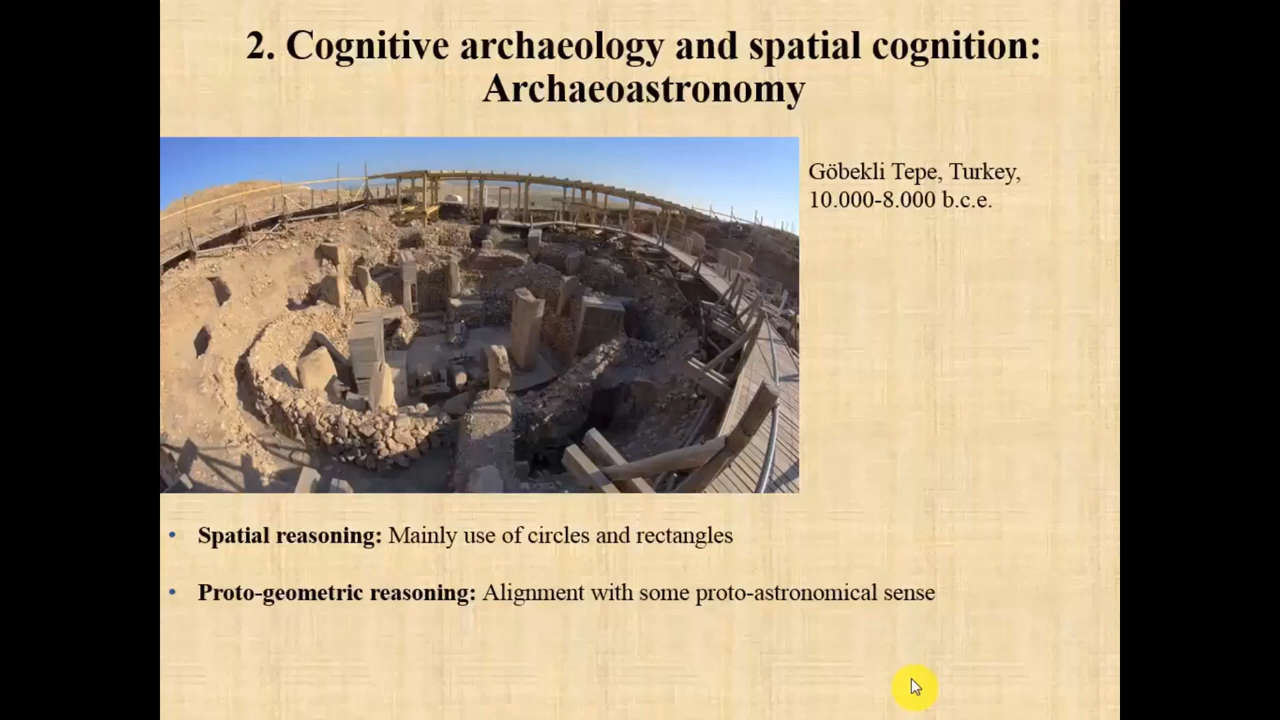 2. Cognitive archaeology and spatial cognition:
Archaeoastronomy
Göbekli Tepe, Turkey,
10.000-8.000 b.c.e.
• Spatial reasoning: Mainly use of circles and rectangles
• Proto-geometric reasoning: Alignment with some proto-astronomical sense